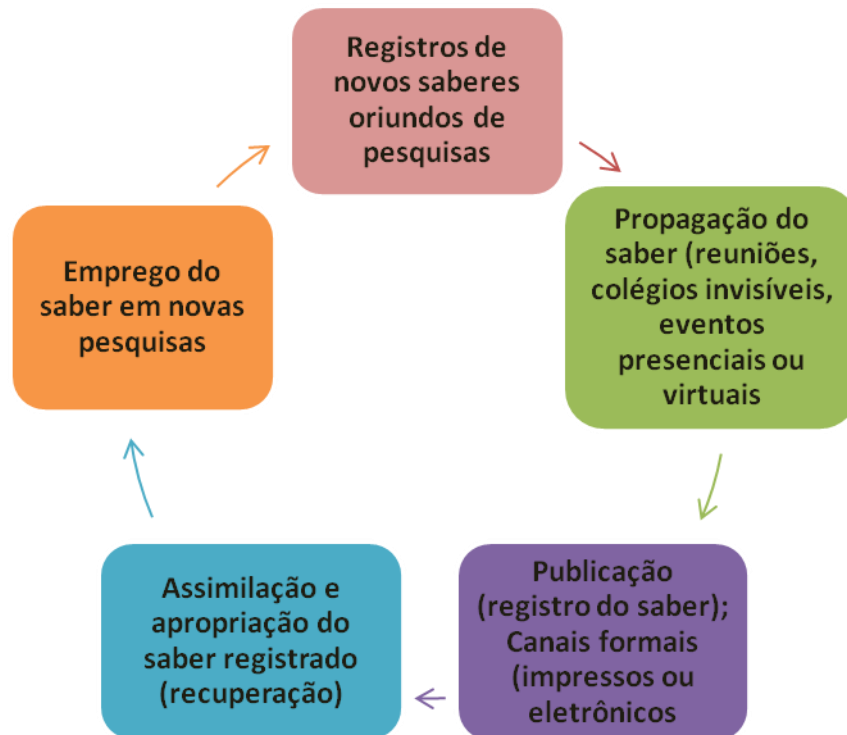 Registros de
novos saberes
oriundos de
pesquisas
Propagação do
saber (reuniões,
colégios invisíveis,
eventos
presenciais ou
virtuais
Publicação
(registro do saber);
Canais formais
(impressos ou
eletrônicos
Assimilação e
apropriação do
saber registrado
(recuperação)
Emprego do
saber em novas
pesquisas